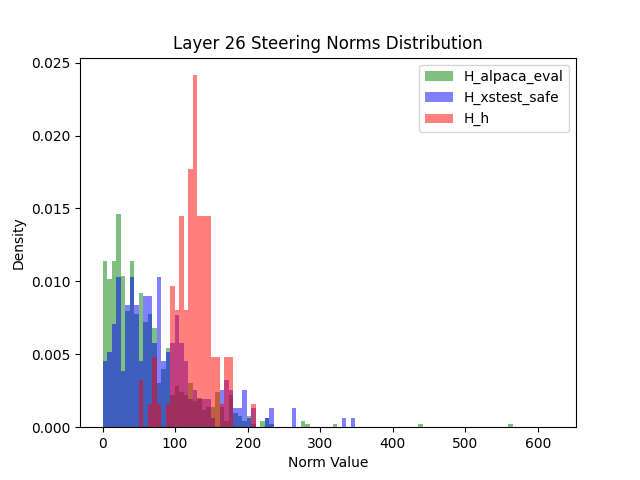 Layer 26 Steering Norms Distribution
H_alpaca_eval
H_xstest_safe
H_h
Density
0.025
0.020
0.015
0.010
0.005
0.000
0 100 200 300 400 500 600
Norm Value